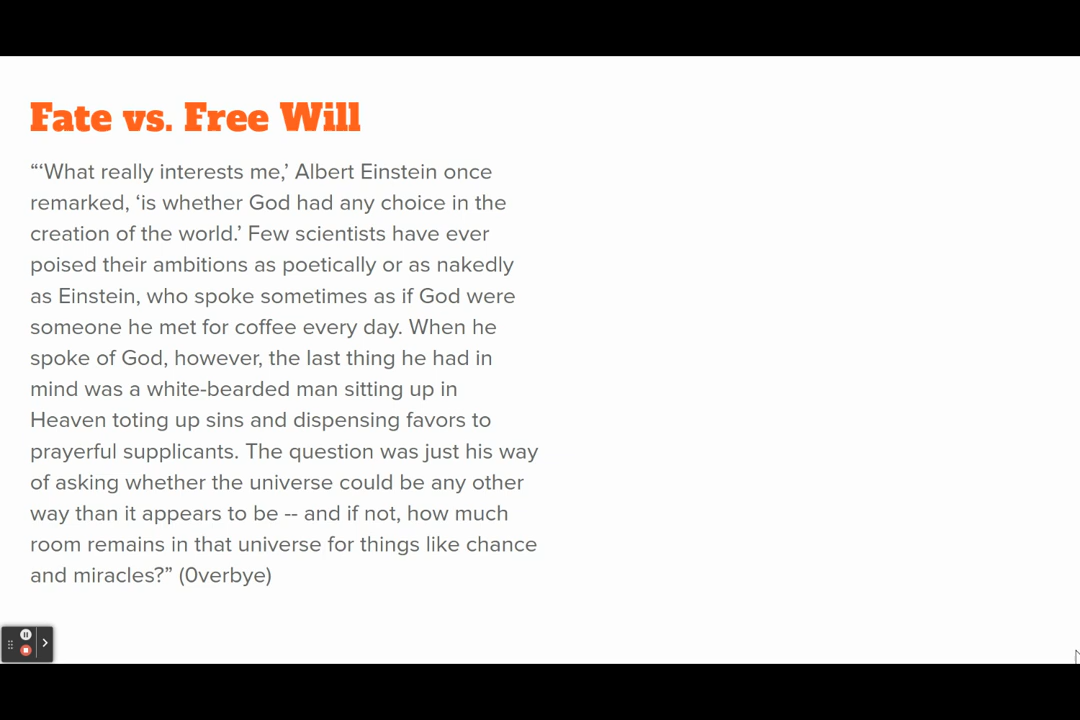 Fate vs. Free Will
“‘What really interests me,’ Albert Einstein once
remarked, ‘is whether God had any choice in the
creation of the world.’ Few scientists have ever
poised their ambitions as poetically or as nakedly
as Einstein, who spoke sometimes as if God were
someone he met for coffee every day. When he
spoke of God, however, the last thing he had in
mind was a white-bearded man sitting up in
Heaven toting up sins and dispensing favors to
prayerful supplicants. The question was just his way
of asking whether the universe could be any other
way than it appears to be -- and if not, how much
room remains in that universe for things like chance
and miracles?” (0verbye)